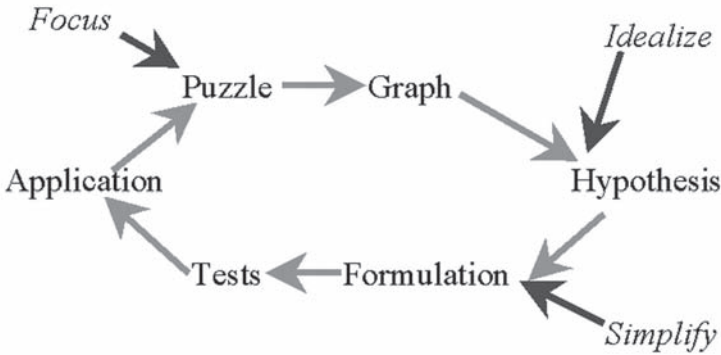 Focus
Idealize
Puzzle
Graph
Application
Hypothesis
Tests
Formulation
Simplify